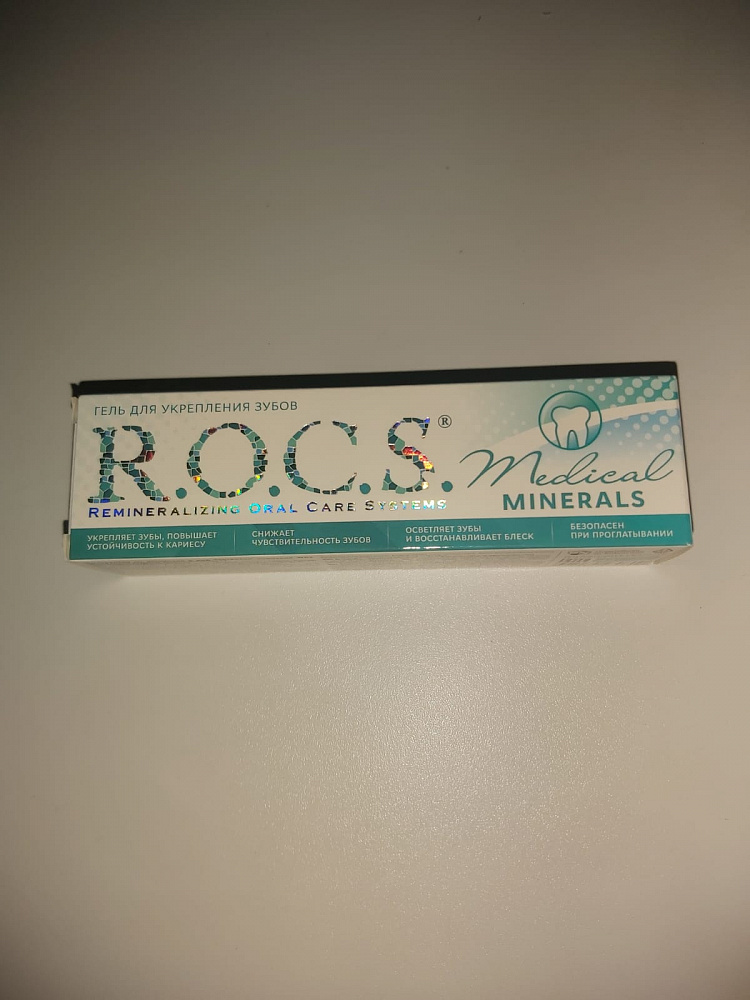 ГЕЛЬ ДЛЯ УКРЕПЛЕНИЯ ЗУБОВ
R.O.C.S.®
REMINERALIZING ORAL CARE SYSTEMS
Medical
MINERALS
УКРЕПЛЯЕТ ЗУБЫ, ПОВЫШАЕТ
УСТОЙЧИВОСТЬ К КАРИЕСУ
СНИЖАЕТ
ЧУВСТВИТЕЛЬНОСТЬ ЗУБОВ
ОСВЕТЛЯЕТ ЗУБЫ
И ВОССТАНАВЛИВАЕТ БЛЕСК
БЕЗОПАСЕН
ПРИ ПРОГЛАТЫВАНИИ